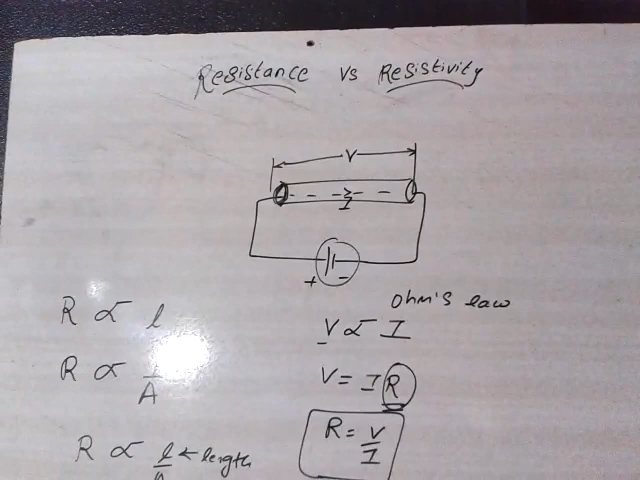 Resistance vs Resistivity
V
I
+ −
Ohm's law
R ∝ l
V ∝ I
R ∝ 1/A
V = IR
R = V/I
R ∝ l/A ← length